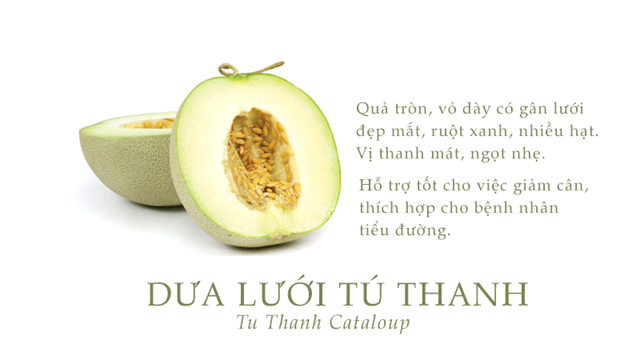 Quả tròn, vỏ dày có gân lưới
đẹp mắt, ruột xanh, nhiều hạt.
Vị thanh mát, ngọt nhẹ.
Hỗ trợ tốt cho việc giảm cân,
thích hợp cho bệnh nhân
tiểu đường.
DƯA LƯỚI TÚ THANH
Tu Thanh Cataloup